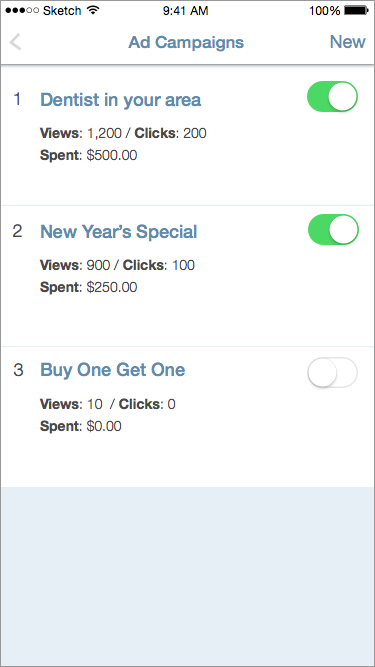 Sketch 9:41 AM 100%
Ad Campaigns New
1 Dentist in your area
Views: 1,200 / Clicks: 200
Spent: $500.00
2 New Year’s Special
Views: 900 / Clicks: 100
Spent: $250.00
3 Buy One Get One
Views: 10 / Clicks: 0
Spent: $0.00